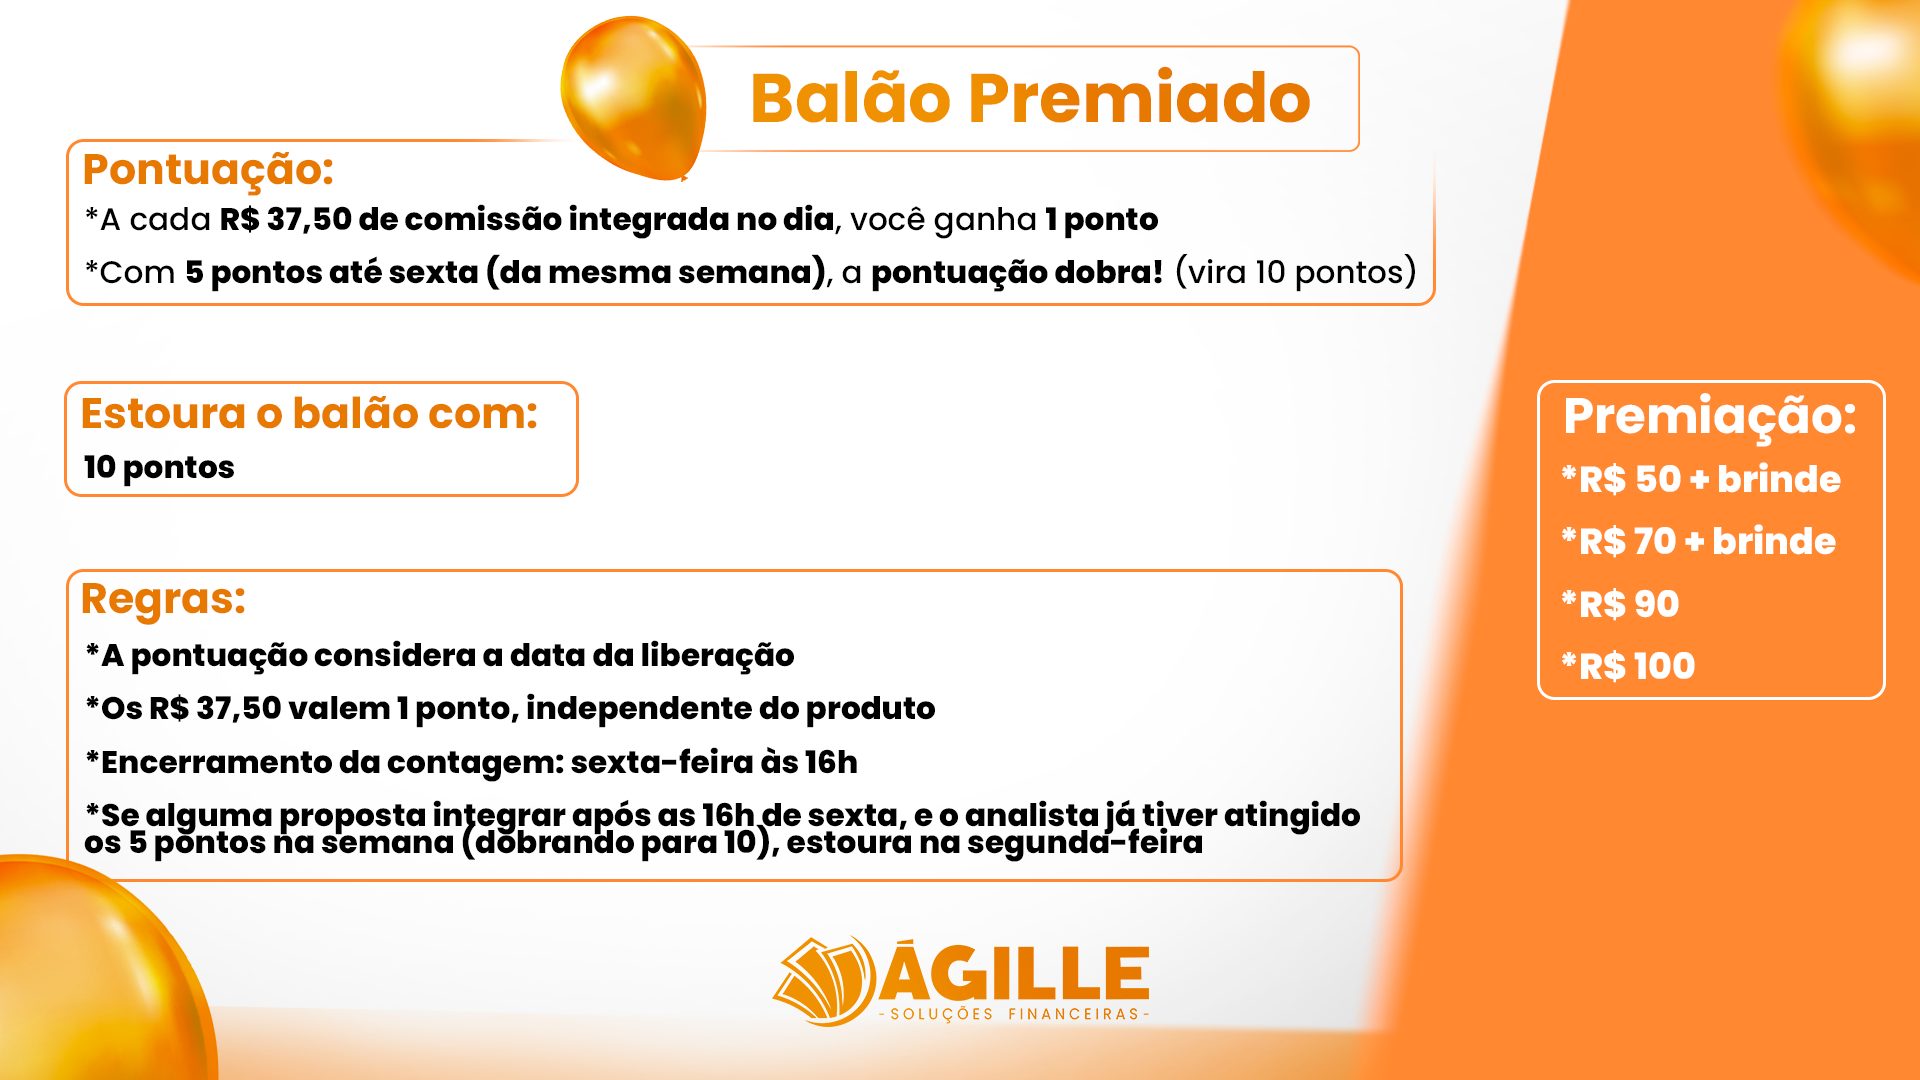 Balão Premiado
Pontuação:
*A cada R$ 37,50 de comissão integrada no dia, você ganha 1 ponto
*Com 5 pontos até sexta (da mesma semana), a pontuação dobra! (vira 10 pontos)
Estoura o balão com:
10 pontos
Regras:
*A pontuação considera a data da liberação
*Os R$ 37,50 valem 1 ponto, independente do produto
*Encerramento da contagem: sexta-feira às 16h
*Se alguma proposta integrar após as 16h de sexta, e o analista já tiver atingido
os 5 pontos na semana (dobrando para 10), estoura na segunda-feira
Premiação:
*R$ 50 + brinde
*R$ 70 + brinde
*R$ 90
*R$ 100
ÁGILLE
-SOLUÇÕES FINANCEIRAS-